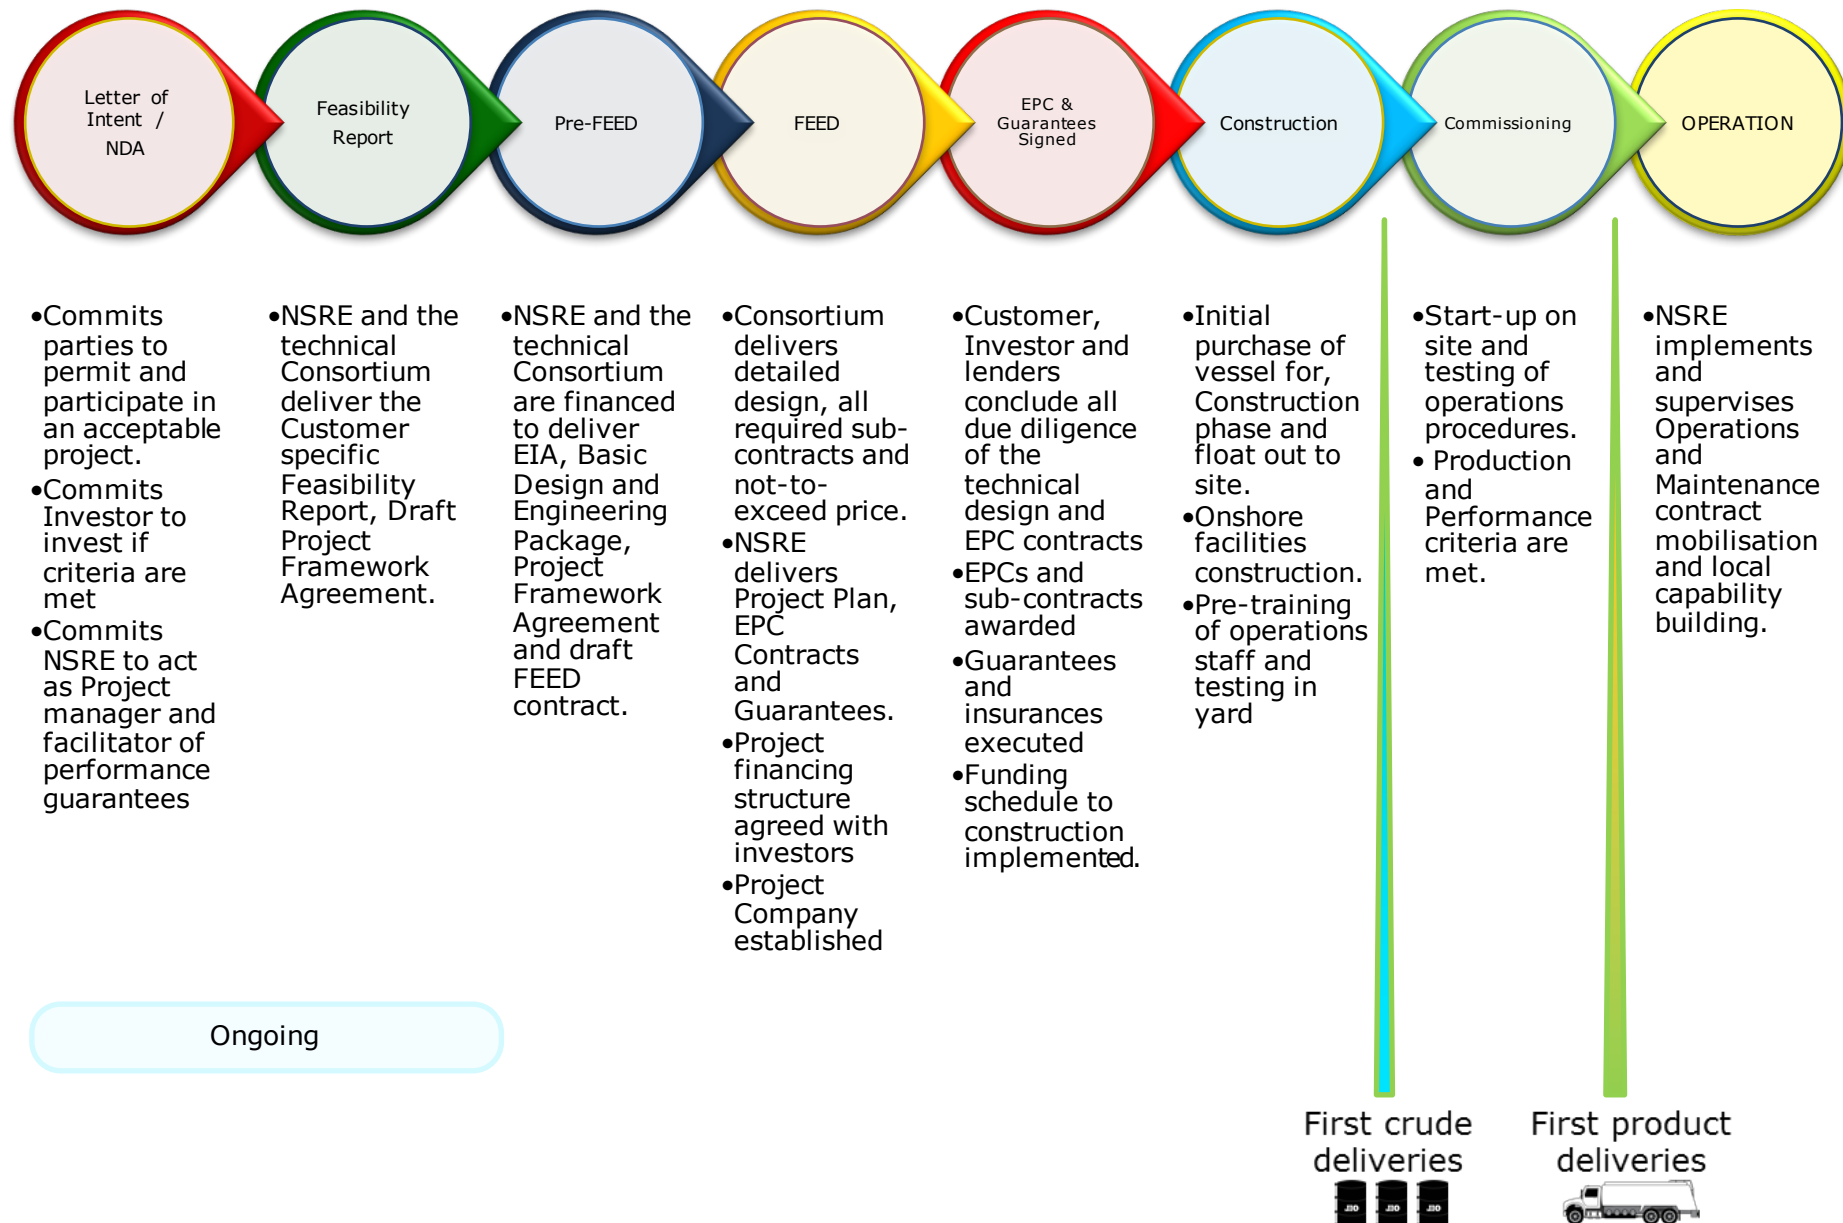 Letter of
Intent /
NDA
Feasibility
Report
Pre-FEED
FEED
EPC &
Guarantees
Signed
Construction
Commissioning
OPERATION
•Commits
parties to
permit and
participate in
an acceptable
project.
•Commits
Investor to
invest if
criteria are
met
•Commits
NSRE to act
as Project
manager and
facilitator of
performance
guarantees
•NSRE and the
technical
Consortium
deliver the
Customer
specific
Feasibility
Report, Draft
Project
Framework
Agreement.
•NSRE and the
technical
Consortium
are financed
to deliver
EIA, Basic
Design and
Engineering
Package,
Project
Framework
Agreement
and draft
FEED
contract.
•Consortium
delivers
detailed
design, all
required sub-
contracts and
not-to-
exceed price.
•NSRE
delivers
Project Plan,
EPC
Contracts
and
Guarantees.
•Project
financing
structure
agreed with
investors
•Project
Company
established
•Customer,
Investor and
lenders
conclude all
due diligence
of the
technical
design and
EPC contracts
•EPCs and
sub-contracts
awarded
•Guarantees
and
insurances
executed
•Funding
schedule to
construction
implemented.
•Initial
purchase of
vessel for,
Construction
phase and
float out to
site.
•Onshore
facilities
construction.
•Pre-training
of operations
staff and
testing in
yard
•Start-up on
site and
testing of
operations
procedures.
• Production
and
Performance
criteria are
met.
•NSRE
implements
and
supervises
Operations
and
Maintenance
contract
mobilisation
and local
capability
building.
Ongoing
First crude
deliveries
First product
deliveries